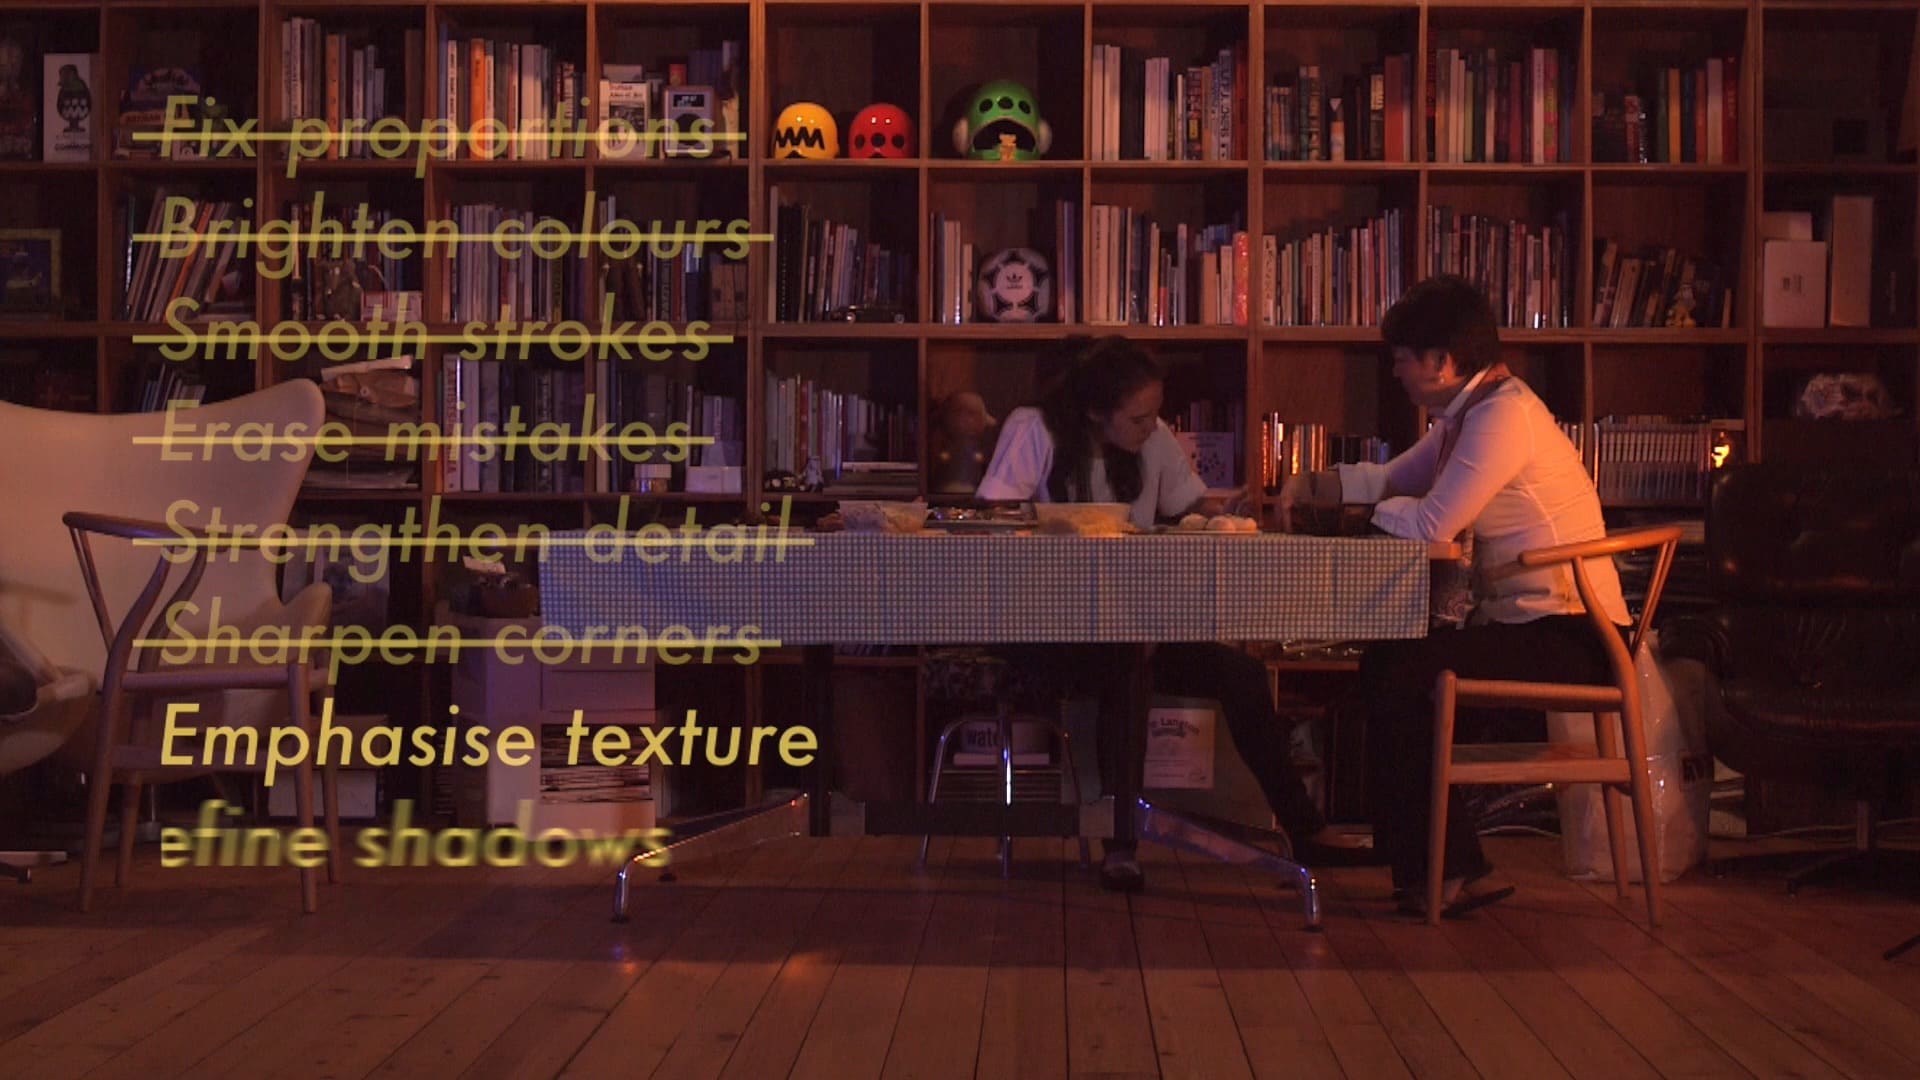 Fix proportions
Brighten colours
Smooth strokes
Erase mistakes
Strengthen detail
Sharpen corners
Emphasise texture
efine shadows